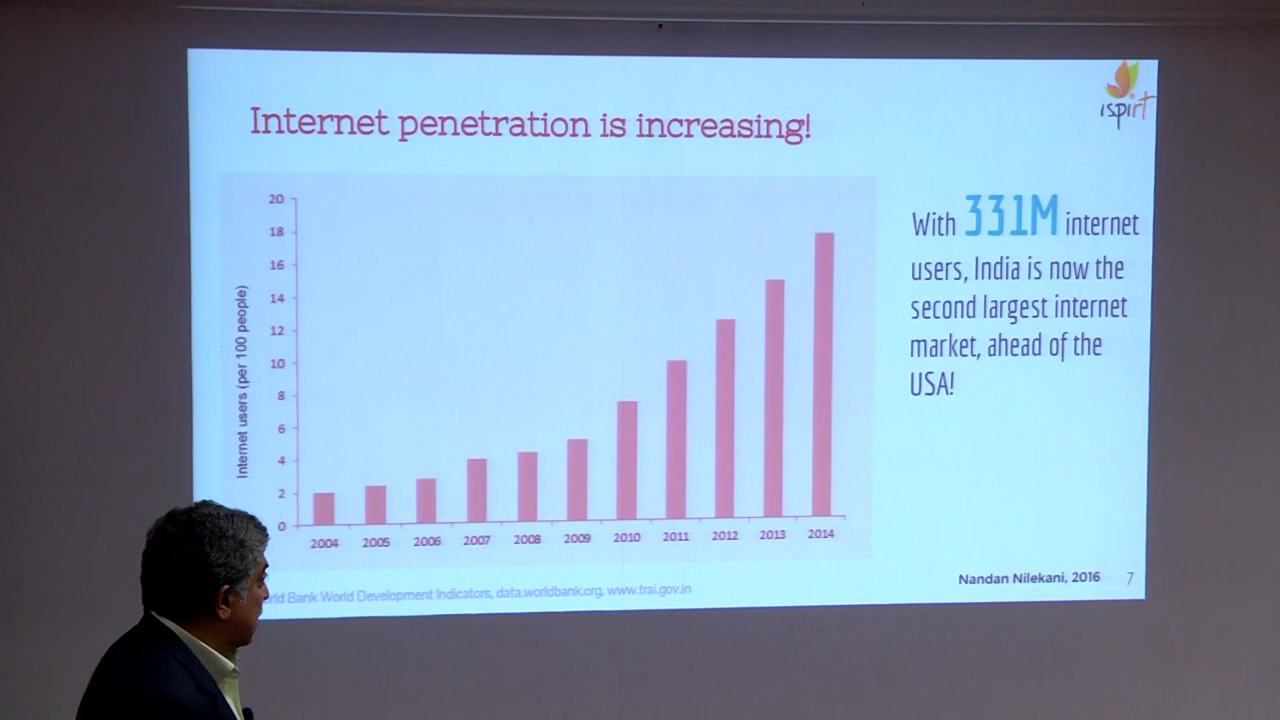 ispirt
Internet penetration is increasing!
Internet users (per 100 people)
20
18
16
14
12
10
8
6
4
2
0
2004 2005 2006 2007 2008 2009 2010 2011 2012 2013 2014
With 331M internet
users, India is now the
second largest internet
market, ahead of the
USA!
Bank World Development Indicators, data.worldbank.org, www.trai.gov.in
Nandan Nilekani, 2016 7